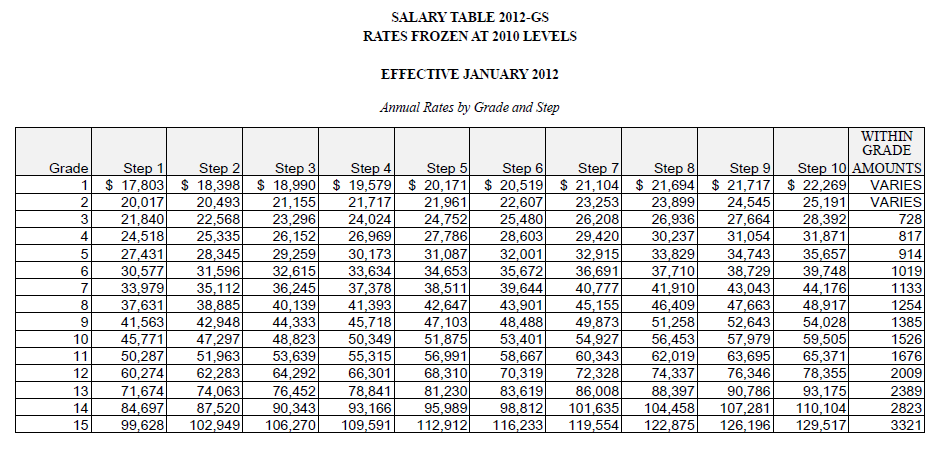 SALARY TABLE 2012-GS
RATES FROZEN AT 2010 LEVELS
EFFECTIVE JANUARY 2012
Annual Rates by Grade and Step
Grade Step 1 Step 2 Step 3 Step 4 Step 5 Step 6 Step 7 Step 8 Step 9 Step 10 WITHIN GRADE AMOUNTS
1 $ 17,803 $ 18,398 $ 18,990 $ 19,579 $ 20,171 $ 20,519 $ 21,104 $ 21,694 $ 21,717 $ 22,269 VARIES
2 20,017 20,493 21,155 21,717 21,961 22,607 23,253 23,899 24,545 25,191 VARIES
3 21,840 22,568 23,296 24,024 24,752 25,480 26,208 26,936 27,664 28,392 728
4 24,518 25,335 26,152 26,969 27,786 28,603 29,420 30,237 31,054 31,871 817
5 27,431 28,345 29,259 30,173 31,087 32,001 32,915 33,829 34,743 35,657 914
6 30,577 31,596 32,615 33,634 34,653 35,672 36,691 37,710 38,729 39,748 1019
7 33,979 35,112 36,245 37,378 38,511 39,644 40,777 41,910 43,043 44,176 1133
8 37,631 38,885 40,139 41,393 42,647 43,901 45,155 46,409 47,663 48,917 1254
9 41,563 42,948 44,333 45,718 47,103 48,488 49,873 51,258 52,643 54,028 1385
10 45,771 47,297 48,823 50,349 51,875 53,401 54,927 56,453 57,979 59,505 1526
11 50,287 51,963 53,639 55,315 56,991 58,667 60,343 62,019 63,695 65,371 1676
12 60,274 62,283 64,292 66,301 68,310 70,319 72,328 74,337 76,346 78,355 2009
13 71,674 74,063 76,452 78,841 81,230 83,619 86,008 88,397 90,786 93,175 2389
14 84,697 87,520 90,343 93,166 95,989 98,812 101,635 104,458 107,281 110,104 2823
15 99,628 102,949 106,270 109,591 112,912 116,233 119,554 122,875 126,196 129,517 3321